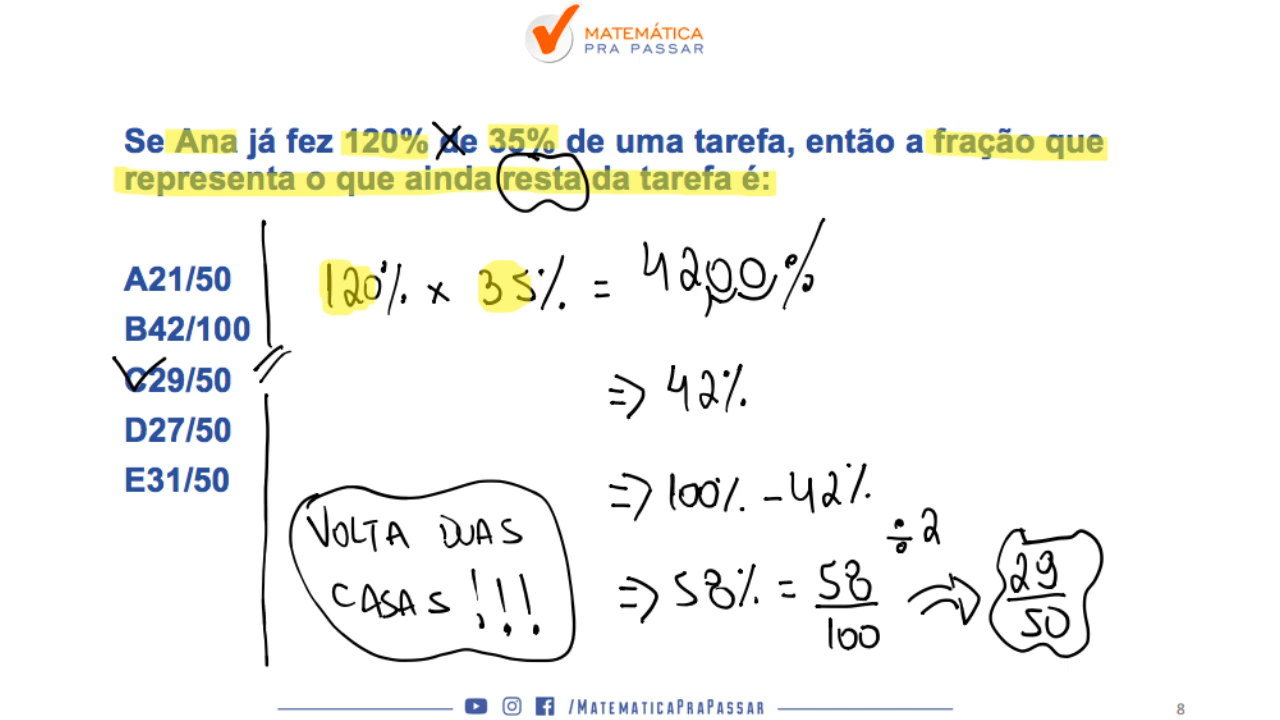 MATEMÁTICA
PRA PASSAR
Se Ana já fez 120% de 35% de uma tarefa, então a fração que
representa o que ainda resta da tarefa é:
A21/50
B42/100
C29/50
D27/50
E31/50
120% x 35% = 4200%
⇒ 42%
⇒ 100% - 42%
⇒ 58% = 58/100 ÷2 29/50
VOLTA DUAS
CASAS!!!
/MATEMATICAPRAPASSAR
8